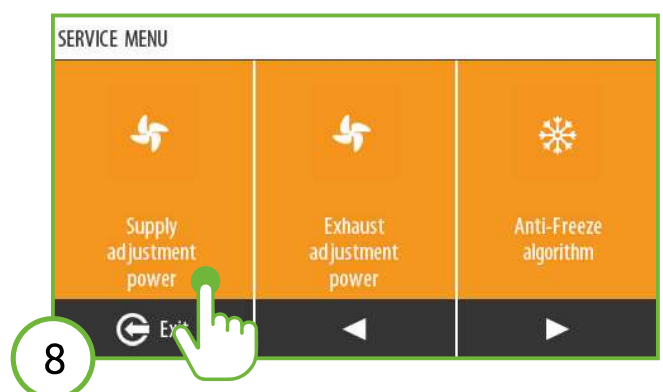 SERVICE MENU
Supply
adjustment
power
Exhaust
adjustment
power
Anti-Freeze
algorithm
Exit
8